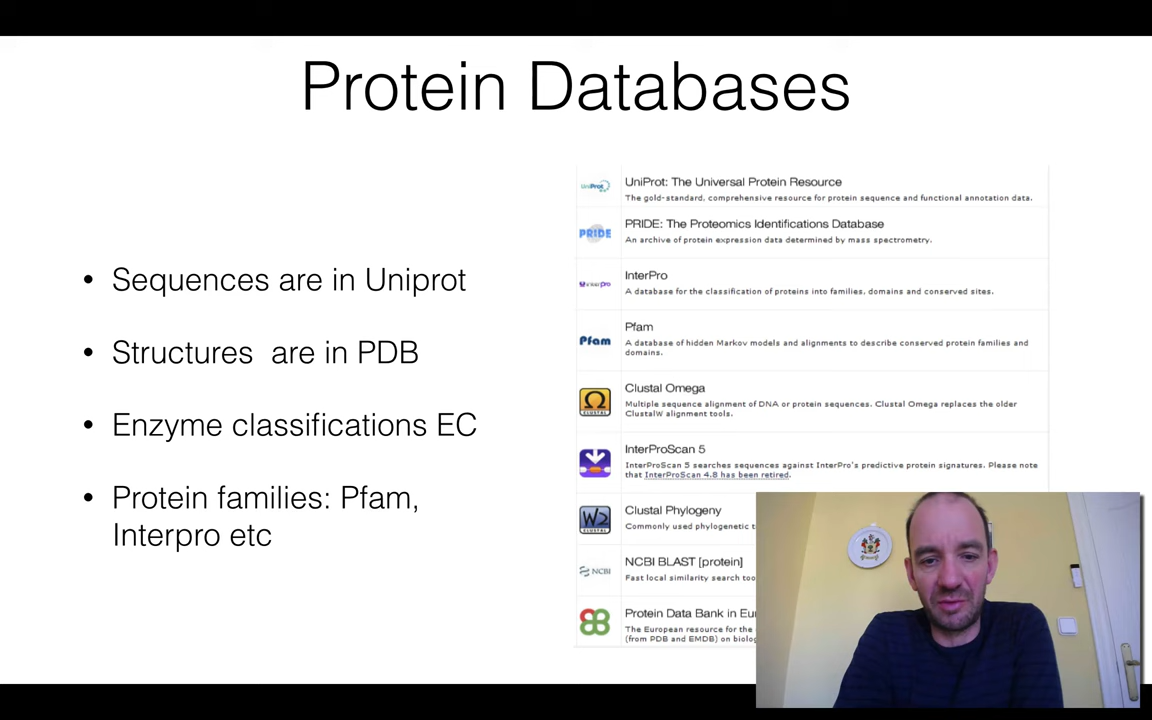 Protein Databases
• Sequences are in Uniprot
• Structures  are in PDB
• Enzyme classifications EC
• Protein families: Pfam,
Interpro etc
UniProt
UniProt: The Universal Protein Resource
The gold-standard, comprehensive resource for protein sequence and functional annotation data.
PRIDE
PRIDE: The Proteomics Identifications Database
An archive of protein expression data determined by mass spectrometry.
InterPro
A database for the classification of proteins into families, domains and conserved sites.
Pfam
Pfam
A database of hidden Markov models and alignments to describe conserved protein families and
domains.
Ω
CLUSTAL
Clustal Omega
Multiple sequence alignment of DNA or protein sequences. Clustal Omega replaces the older
ClustalW alignment tools.
InterProScan 5
InterProScan 5 searches sequences against InterPro's predictive protein signatures. Please note
that InterProScan 4.8 has been retired.
W2
CLUSTAL
Clustal Phylogeny
Commonly used phylogenetic
NCBI
NCBI BLAST [protein]
Fast local similarity search
Protein Data Bank in
The European resource for the
(from PDB and EMDB) on